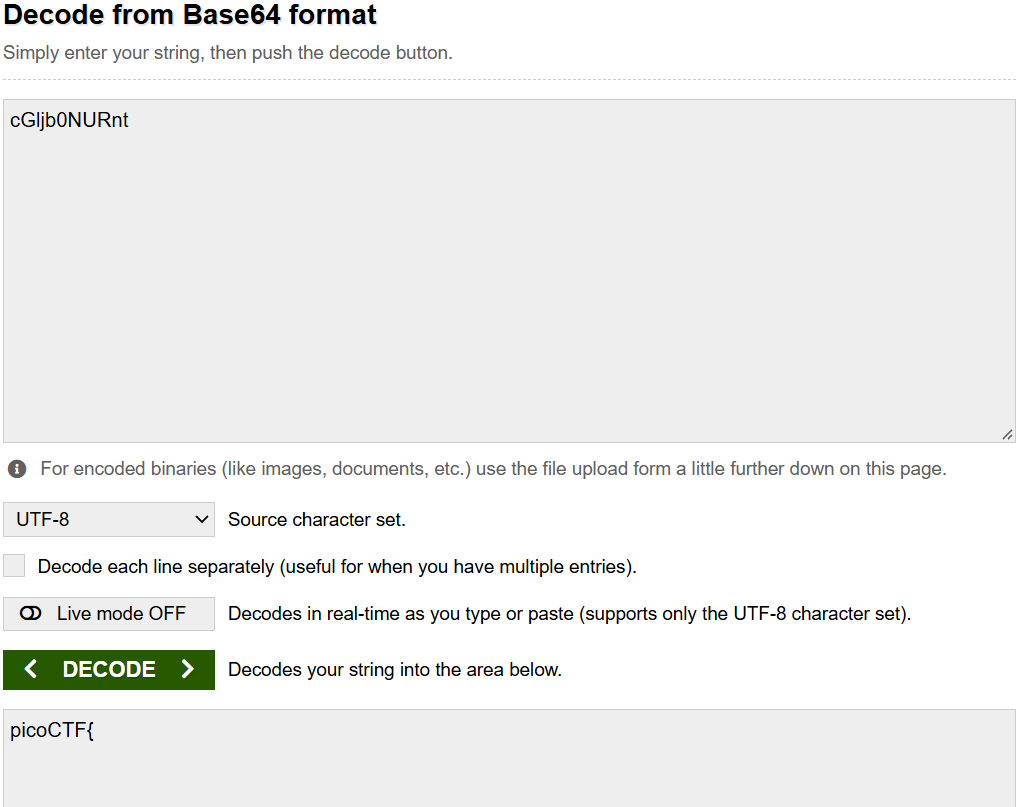 Decode from Base64 format
Simply enter your string, then push the decode button.
cGljb0NURnt
For encoded binaries (like images, documents, etc.) use the file upload form a little further down on this page.
UTF-8 Source character set.
Decode each line separately (useful for when you have multiple entries).
Live mode OFF Decodes in real-time as you type or paste (supports only the UTF-8 character set).
DECODE Decodes your string into the area below.
picoCTF{